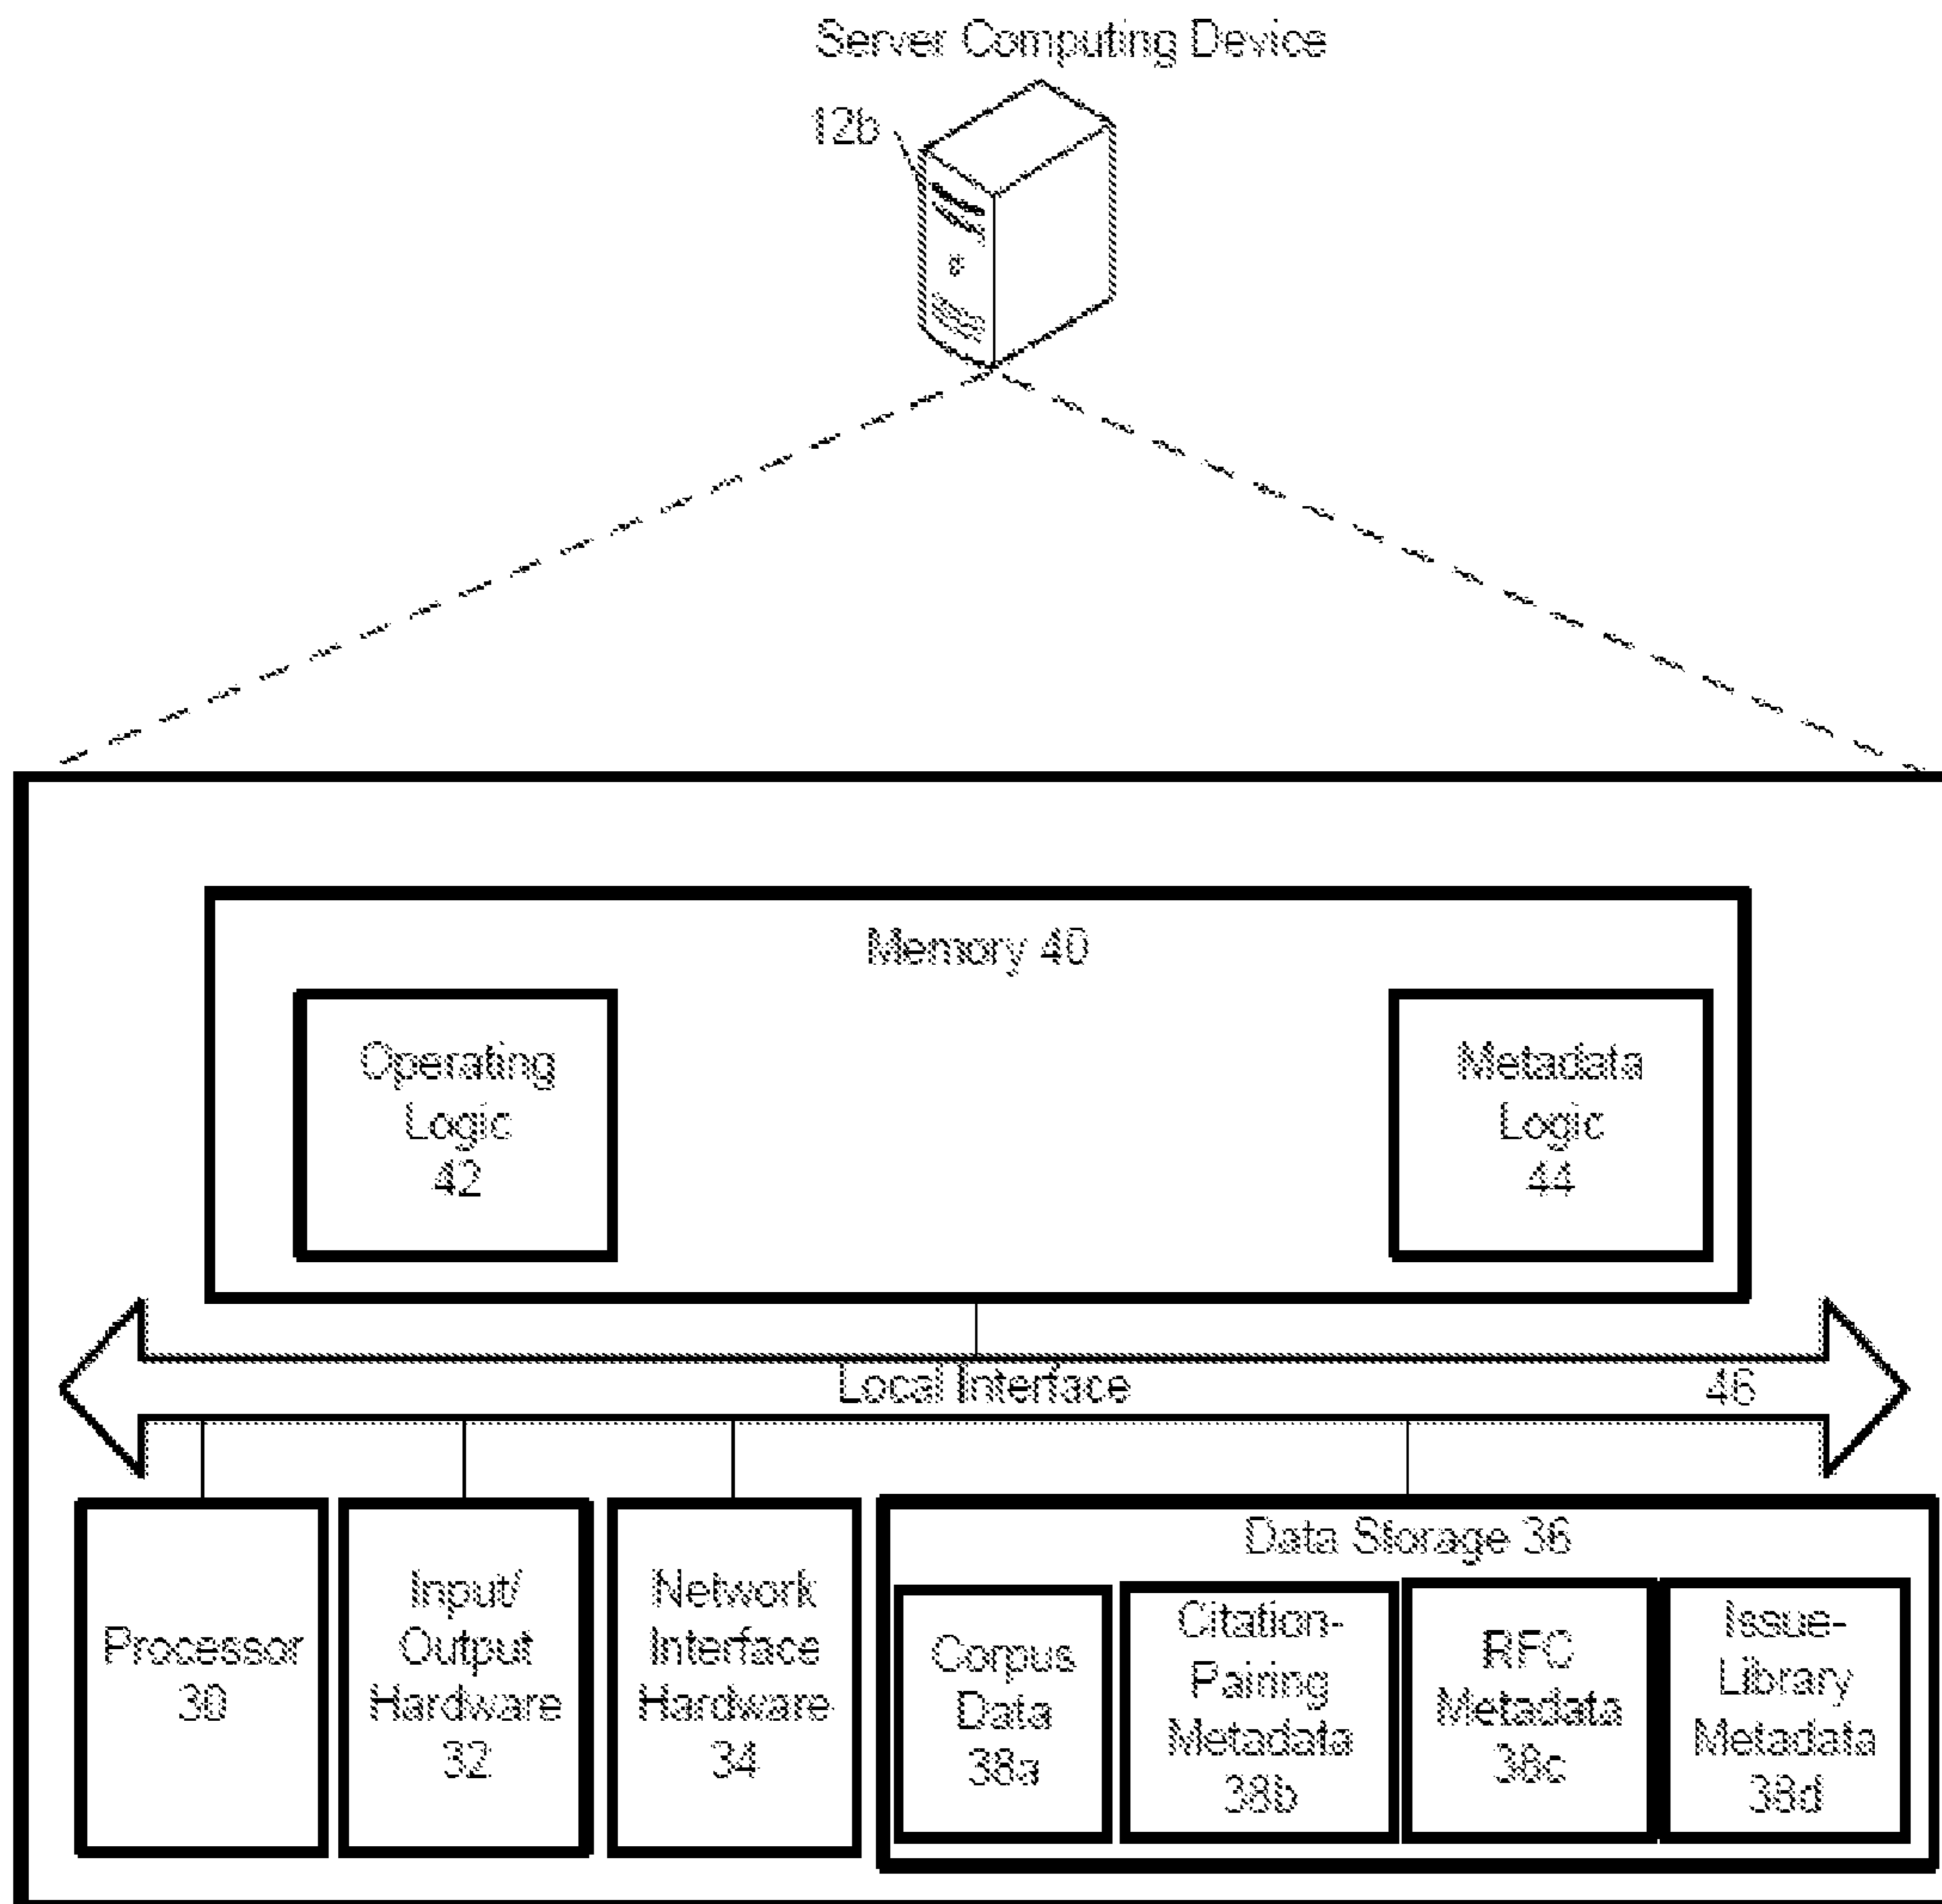 Server Computing Device
12b
Memory 40
Operating
Logic
42
Metadata
Logic
44
Local Interface 46
Processor
30
Input/
Output
Hardware
32
Network
Interface
Hardware
34
Data Storage 36
Corpus
Data
38a
Citation-
Pairing
Metadata
38b
RFC
Metadata
38c
Issue-
Library
Metadata
38d